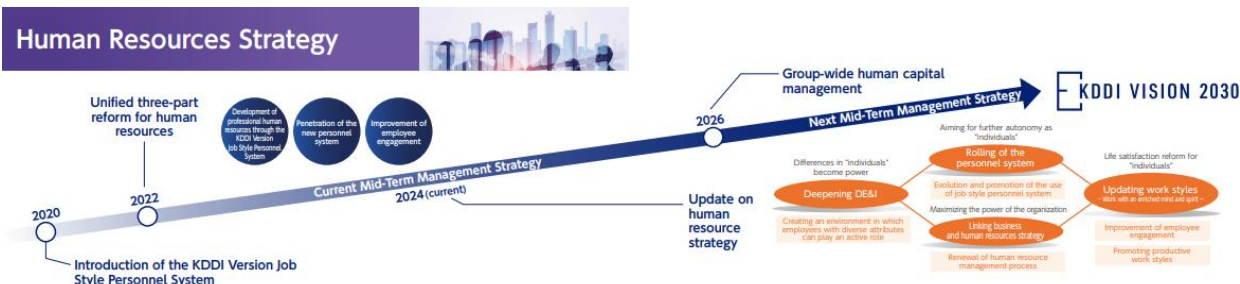 Human Resources Strategy
Unified three-part
reform for human
resources
Development of
professional human
resources through the
KDDI Version
Job Style Personnel
System
Penetration of the
new personnel
system
Improvement of
employee
engagement
2020
2022
Current Mid-Term Management Strategy
2024 (current)
2026
Next Mid-Term Management Strategy
Introduction of the KDDI Version Job
Style Personnel System
Group-wide human capital
management
KDDI VISION 2030
Update on
human
resource
strategy
Differences in "individuals"
become power
Deepening DE&I
Creating an environment in which
employees with diverse attributes
can play an active role
Aiming for further autonomy as
"individuals"
Rolling of the
personnel system
Evolution and promotion of the use
of job style personnel system
Maximizing the power of the organization
Linking business
and human resources strategy
Renewal of human resource
management process
Life satisfaction reform for
"individuals"
Updating work styles
- Work with an enriched mind and spirit -
Improvement of employee
engagement
Promoting productive
work styles